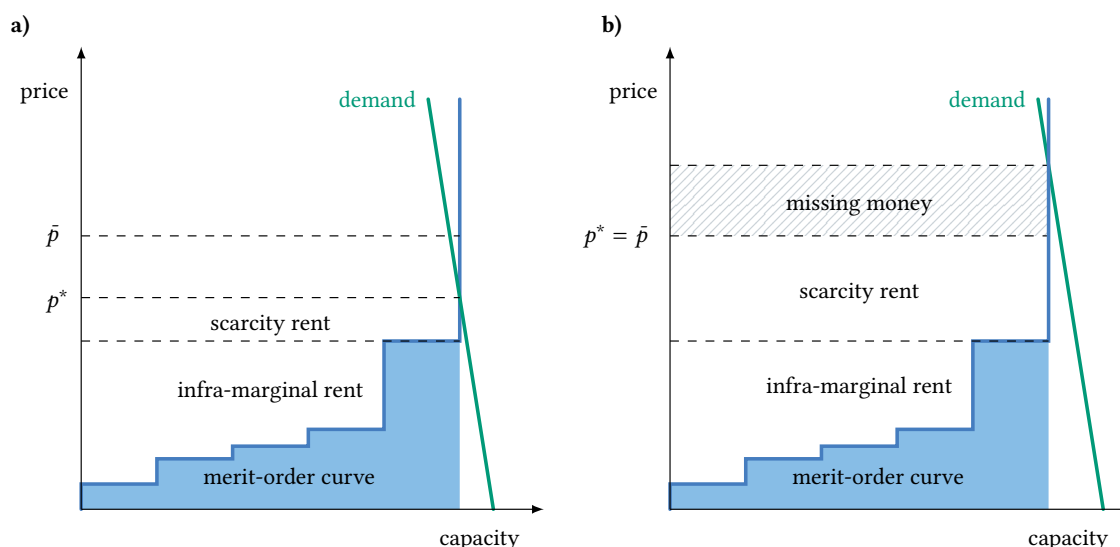 a)
price
demand
p̄
p*
scarcity rent
infra-marginal rent
merit-order curve
capacity
b)
price
demand
missing money
p* = p̄
scarcity rent
infra-marginal rent
merit-order curve
capacity